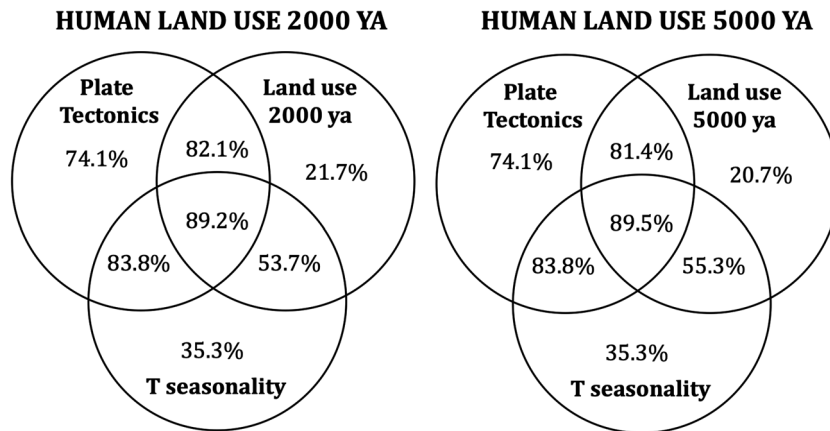 HUMAN LAND USE 2000 YA
Plate
Tectonics
74.1%
82.1%
Land use
2000 ya
21.7%
89.2%
83.8%
53.7%
35.3%
T seasonality
HUMAN LAND USE 5000 YA
Plate
Tectonics
74.1%
81.4%
Land use
5000 ya
20.7%
89.5%
83.8%
55.3%
35.3%
T seasonality